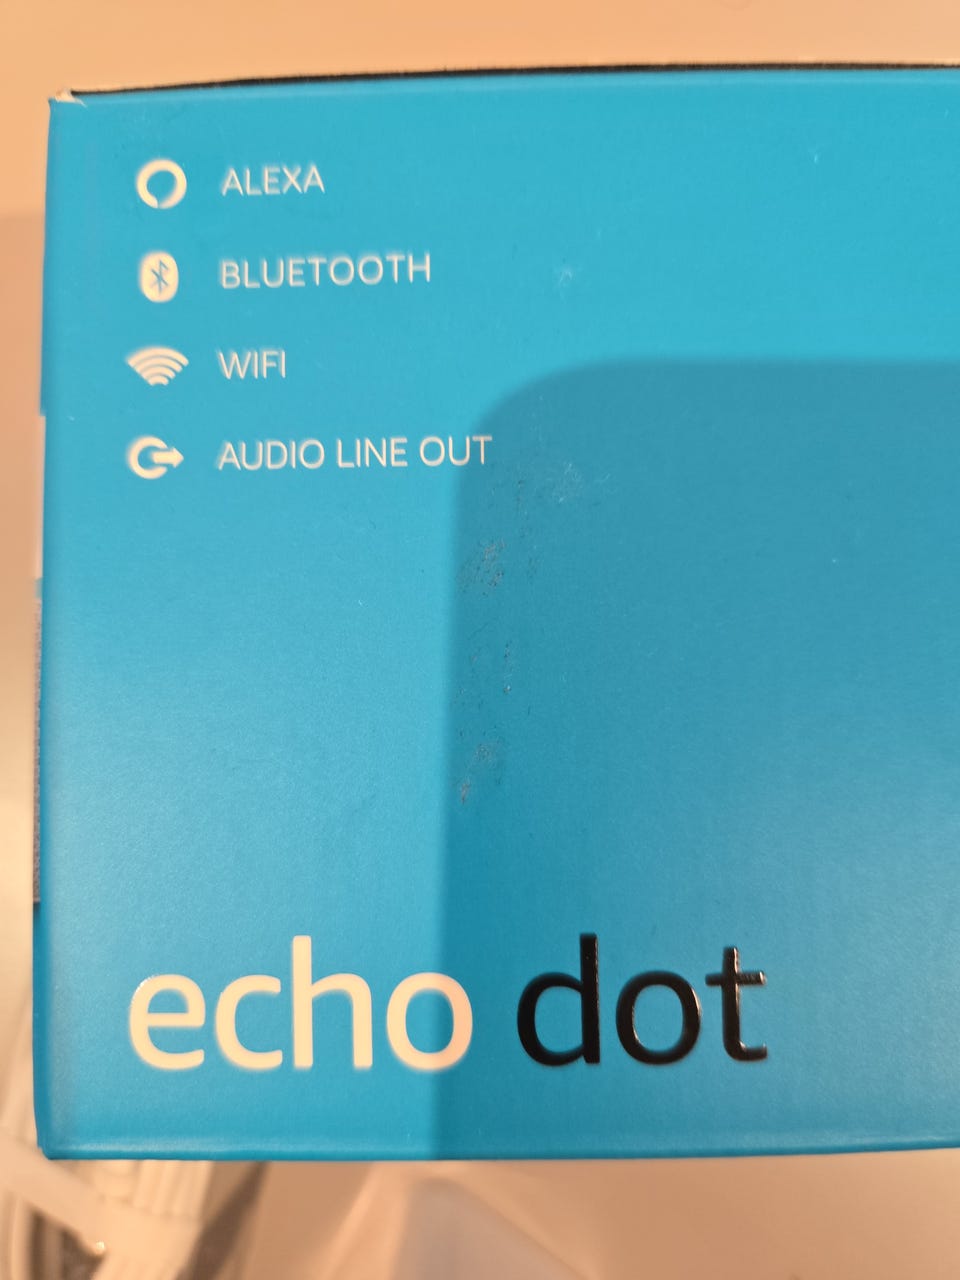 ALEXA
BLUETOOTH
WIFI
AUDIO LINE OUT
echo dot